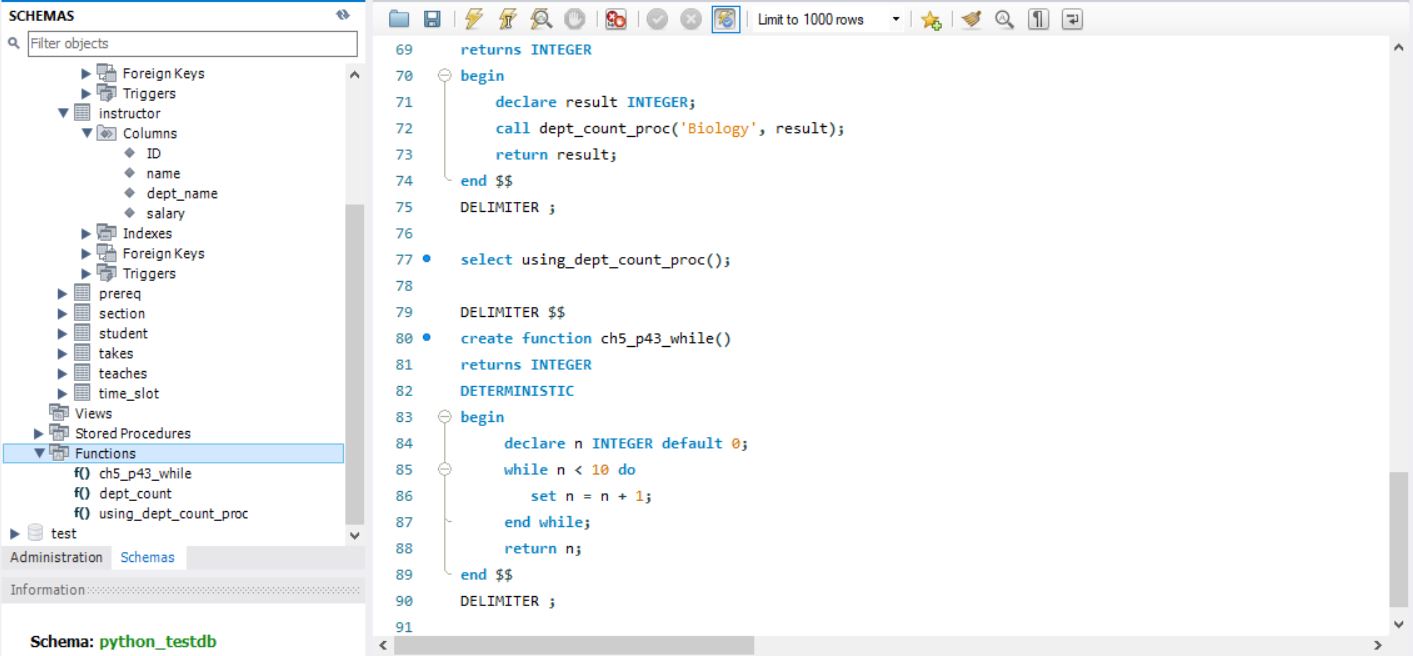 SCHEMAS
Filter objects
Foreign Keys
Triggers
instructor
Columns
ID
name
dept_name
salary
Indexes
Foreign Keys
Triggers
prereq
section
student
takes
teaches
time_slot
Views
Stored Procedures
Functions
f() ch5_p43_while
f() dept_count
f() using_dept_count_proc
test
Administration Schemas
Information
Schema: python_testdb
Limit to 1000 rows
69 returns INTEGER
70 begin
71 declare result INTEGER;
72 call dept_count_proc('Biology', result);
73 return result;
74 end $$
75 DELIMITER ;
76
77 select using_dept_count_proc();
78
79 DELIMITER $$
80 create function ch5_p43_while()
81 returns INTEGER
82 DETERMINISTIC
83 begin
84 declare n INTEGER default 0;
85 while n < 10 do
86 set n = n + 1;
87 end while;
88 return n;
89 end $$
90 DELIMITER ;
91